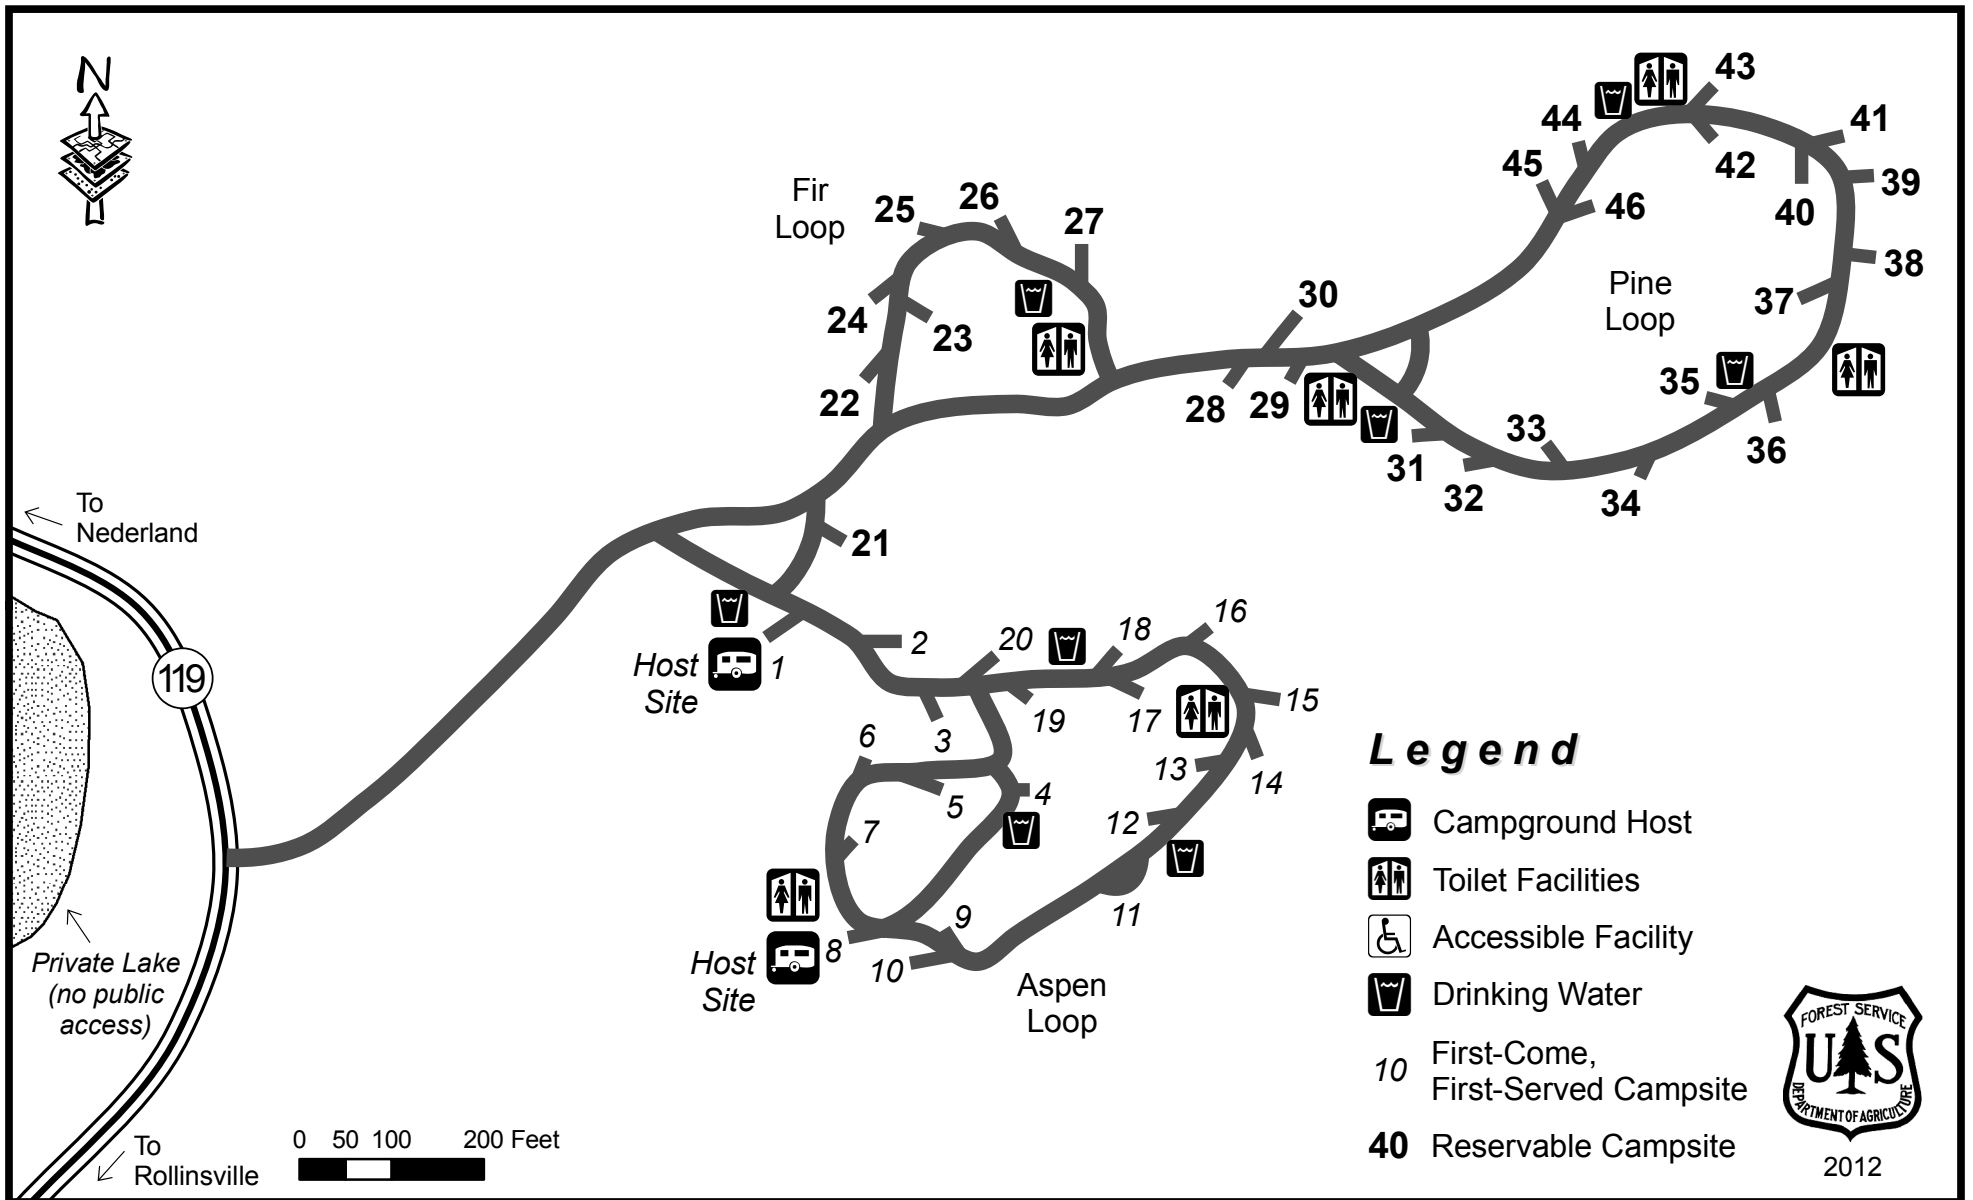 N
Fir
Loop
25
26
27
24
23
22
30
28
29
43
44
41
45
42
46
39
40
38
Pine
Loop
37
35
33
31
36
32
34
To
Nederland
21
119
2
20
18
16
Host
Site
1
15
19
17
3
6
13
14
5
4
12
7
11
9
8
10
Host
Site
Aspen
Loop
Private Lake
(no public
access)
To
Rollinsville
0 50 100 200 Feet
Legend
Campground Host
Toilet Facilities
Accessible Facility
Drinking Water
10 First-Come,
First-Served Campsite
40 Reservable Campsite
FOREST SERVICE
U S
DEPARTMENT OF AGRICULTURE
2012